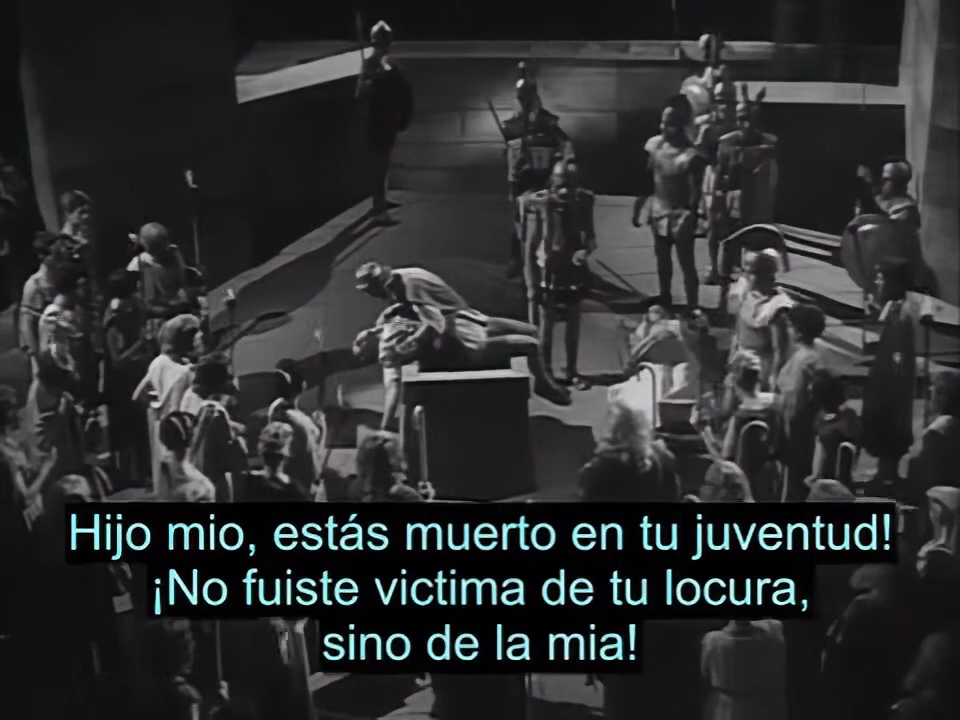 Hijo mio, estás muerto en tu juventud!
¡No fuiste victima de tu locura,
sino de la mia!